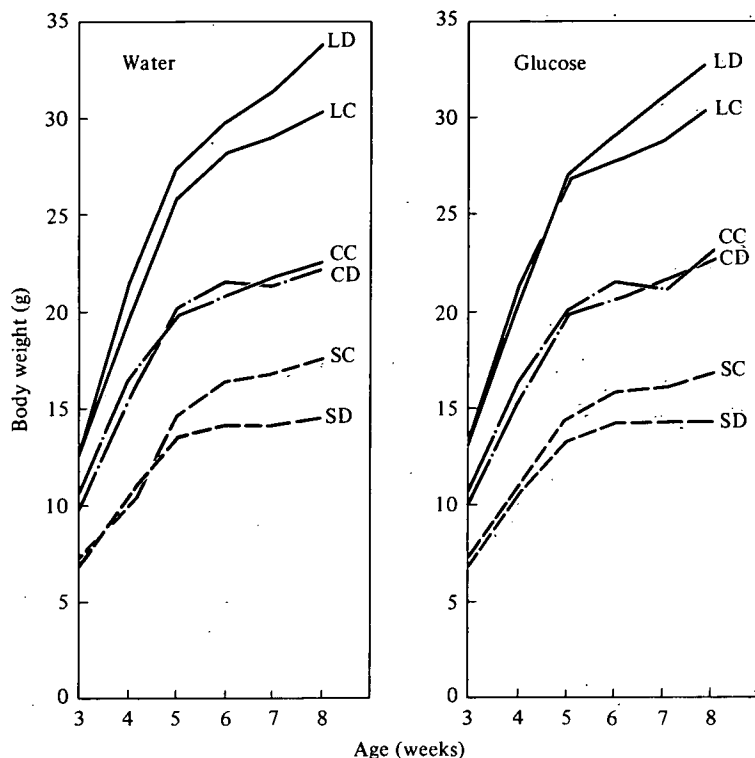 Water
Glucose
Body weight (g)
35
30
25
20
15
10
5
0
LD
LC
CC
CD
SC
SD
3 4 5 6 7 8
35
30
25
20
15
10
5
0
LD
LC
CC
CD
SC
SD
3 4 5 6 7 8
Age (weeks)